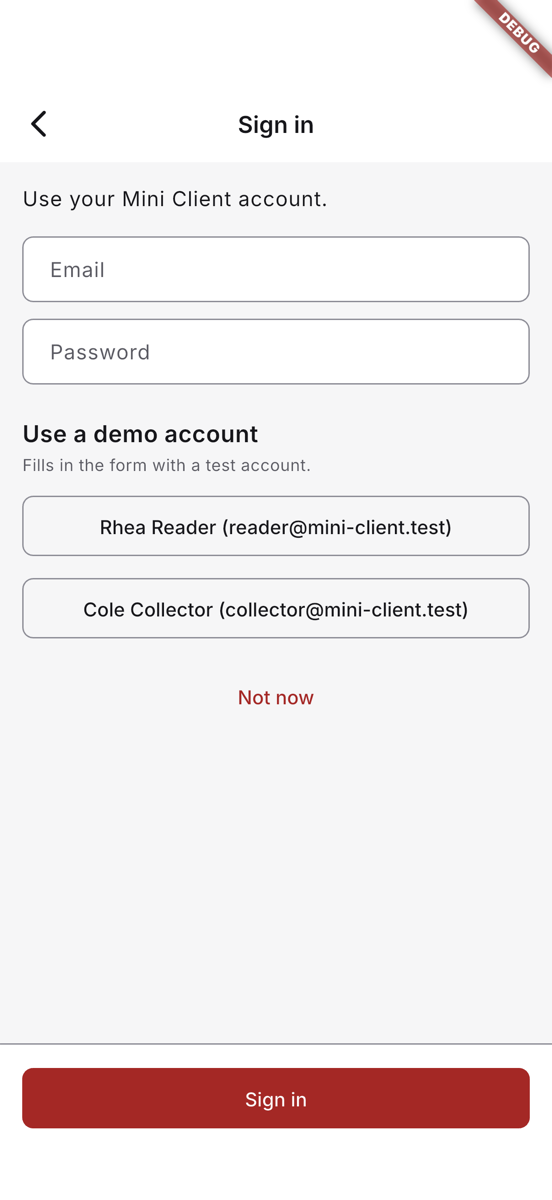 DEBUG
Sign in
Use your Mini Client account.
Email
Password
Use a demo account
Fills in the form with a test account.
Rhea Reader (reader@mini-client.test)
Cole Collector (collector@mini-client.test)
Not now
Sign in